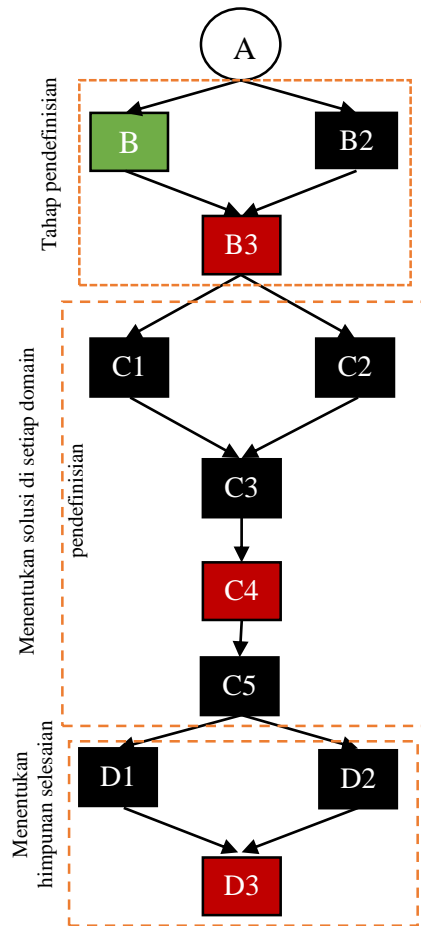 A
Tahap pendefinisian
B
B2
B3
Menentukan solusi di setiap domain
pendefinisian
C1
C2
C3
C4
C5
Menentukan
himpunan selesaian
D1
D2
D3